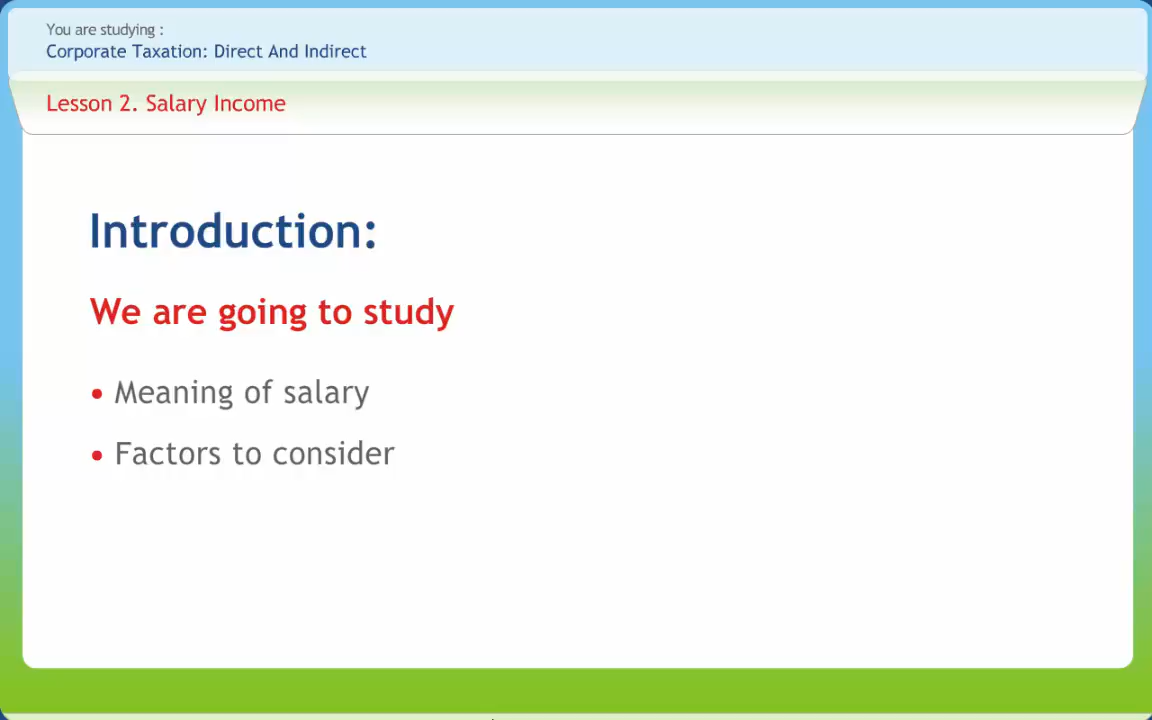 You are studying :
Corporate Taxation: Direct And Indirect
Lesson 2. Salary Income
Introduction:
We are going to study
• Meaning of salary
• Factors to consider